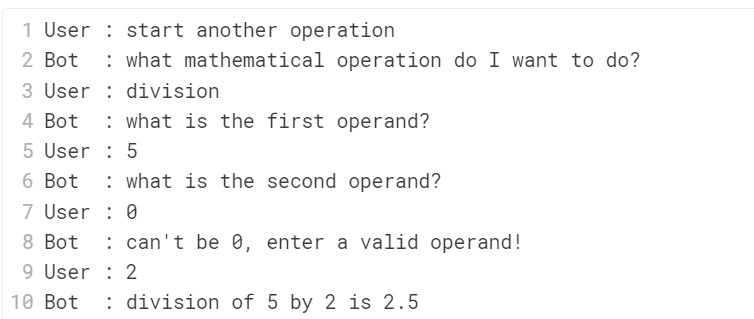 1 User : start another operation
2 Bot  : what mathematical operation do I want to do?
3 User : division
4 Bot  : what is the first operand?
5 User : 5
6 Bot  : what is the second operand?
7 User : 0
8 Bot  : can't be 0, enter a valid operand!
9 User : 2
10 Bot  : division of 5 by 2 is 2.5